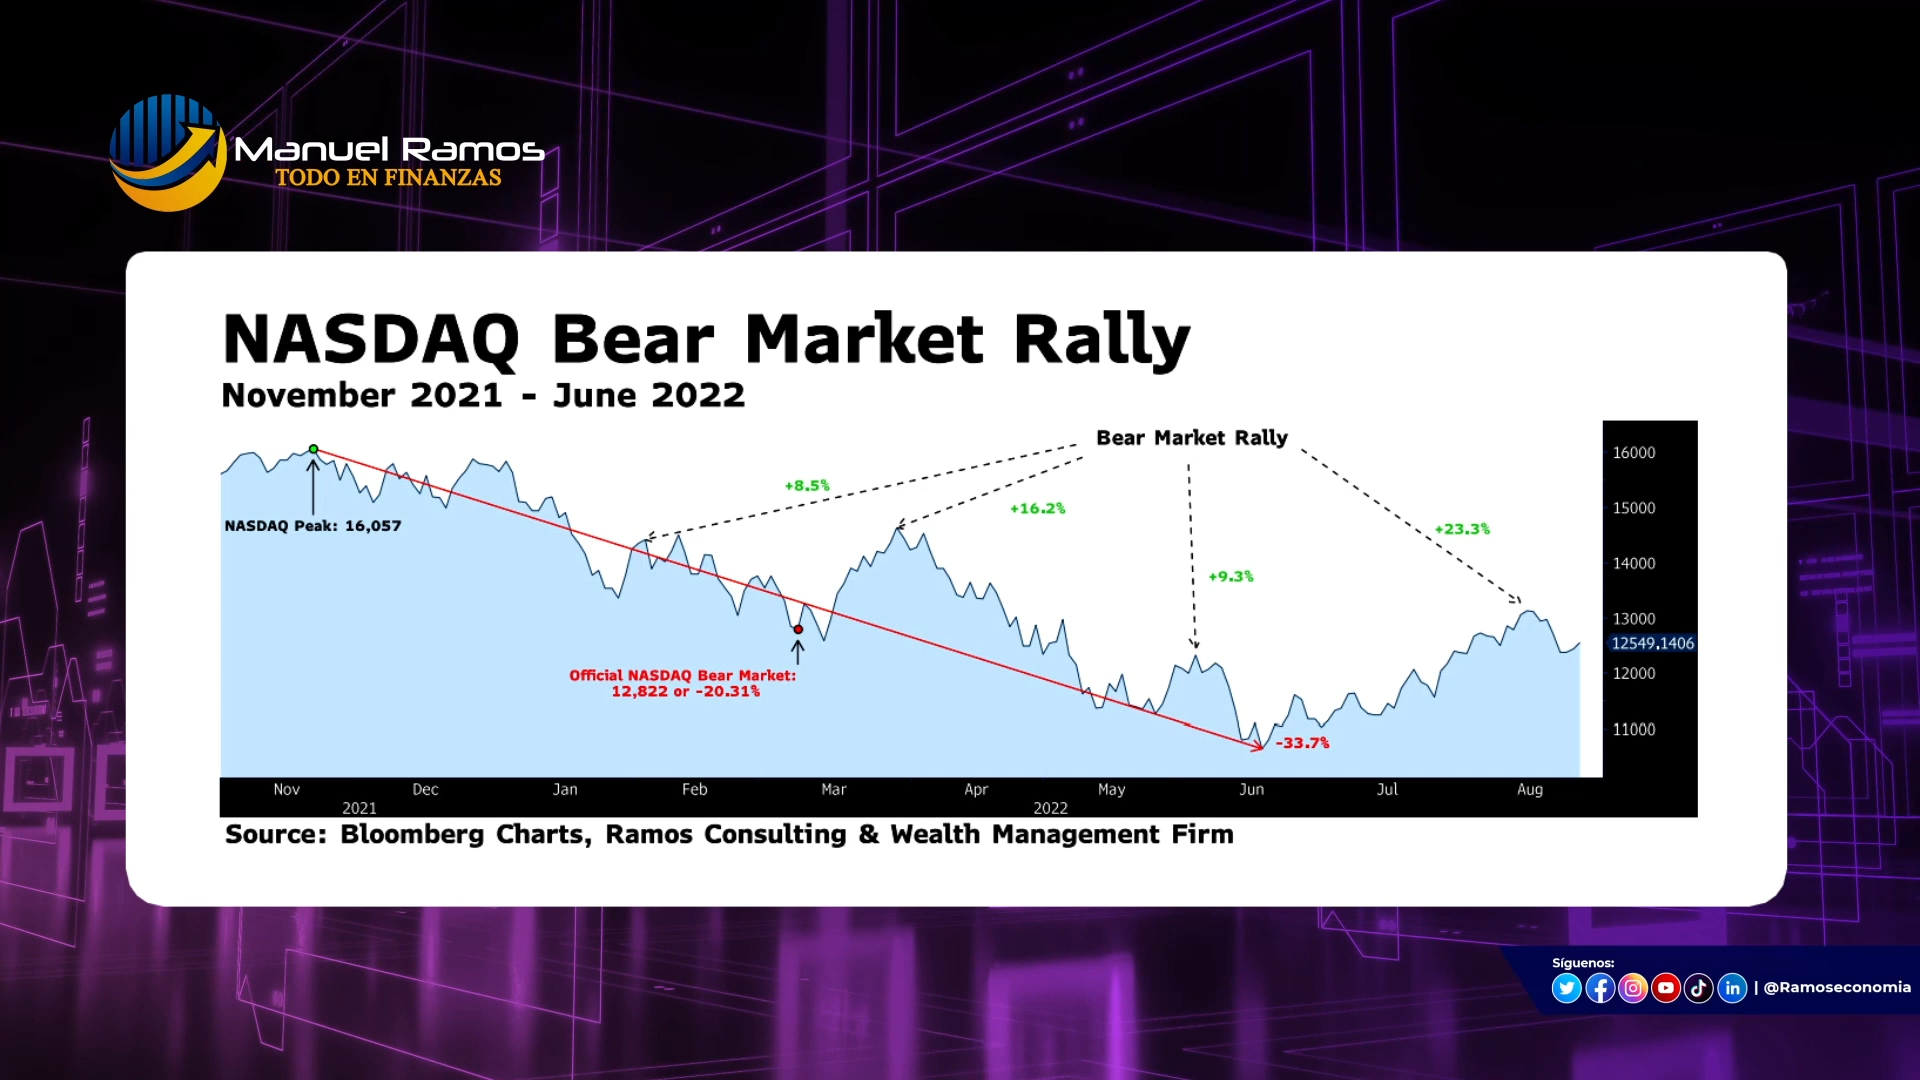 Manuel Ramos
TODO EN FINANZAS
NASDAQ Bear Market Rally
November 2021 - June 2022
Bear Market Rally
+8.5%
+16.2%
+23.3%
+9.3%
NASDAQ Peak: 16,057
Official NASDAQ Bear Market:
12,822 or -20.31%
-33.7%
16000
15000
14000
13000
12549.1406
12000
11000
Nov Dec Jan Feb Mar Apr May Jun Jul Aug
2021 2022
Source: Bloomberg Charts, Ramos Consulting & Wealth Management Firm
Síguenos:
| @Ramoseconomia